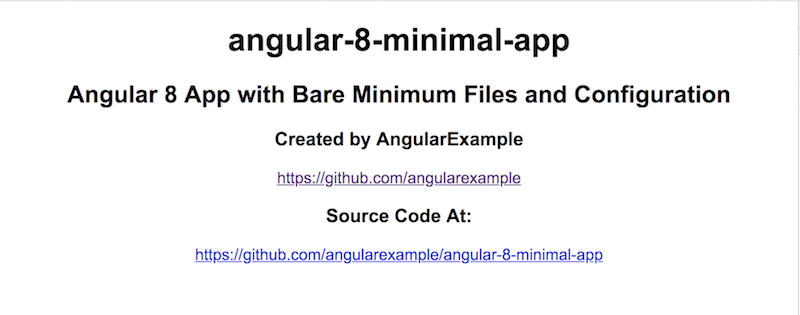 angular-8-minimal-app
Angular 8 App with Bare Minimum Files and Configuration
Created by AngularExample
https://github.com/angularexample
Source Code At:
https://github.com/angularexample/angular-8-minimal-app